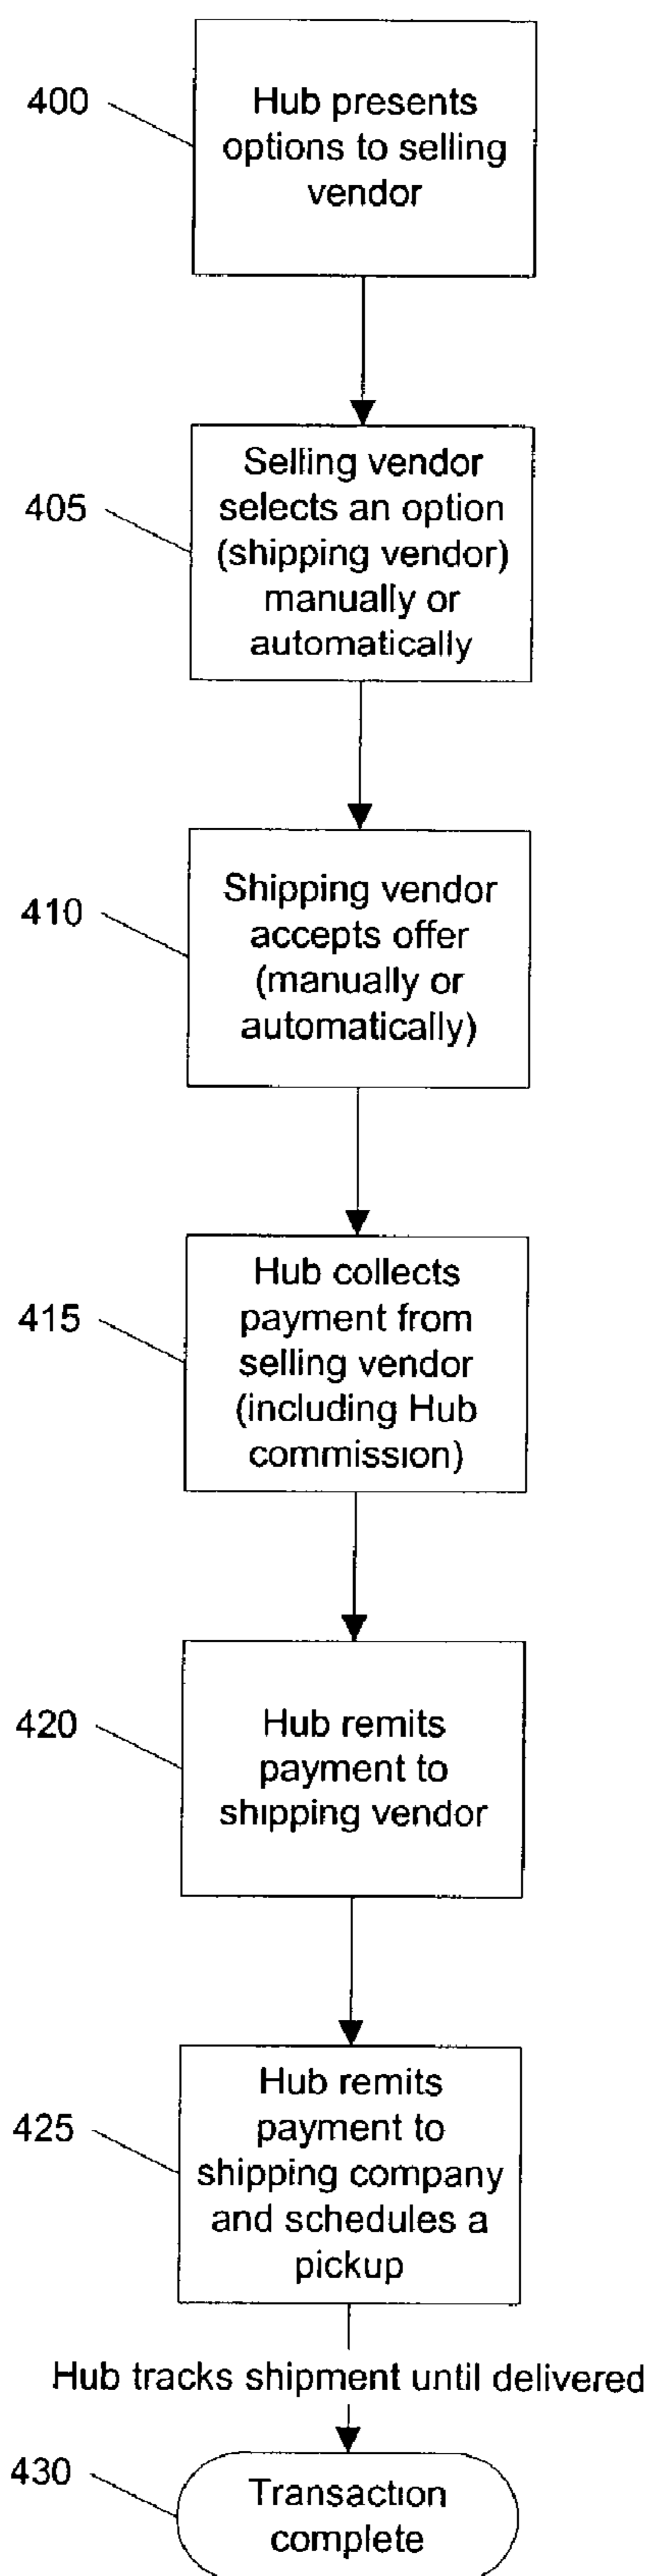 400
Hub presents
options to selling
vendor
405
Selling vendor
selects an option
(shipping vendor)
manually or
automatically
410
Shipping vendor
accepts offer
(manually or
automatically)
415
Hub collects
payment from
selling vendor
(including Hub
commission)
420
Hub remits
payment to
shipping vendor
425
Hub remits
payment to
shipping company
and schedules a
pickup
Hub tracks shipment until delivered
430
Transaction
complete